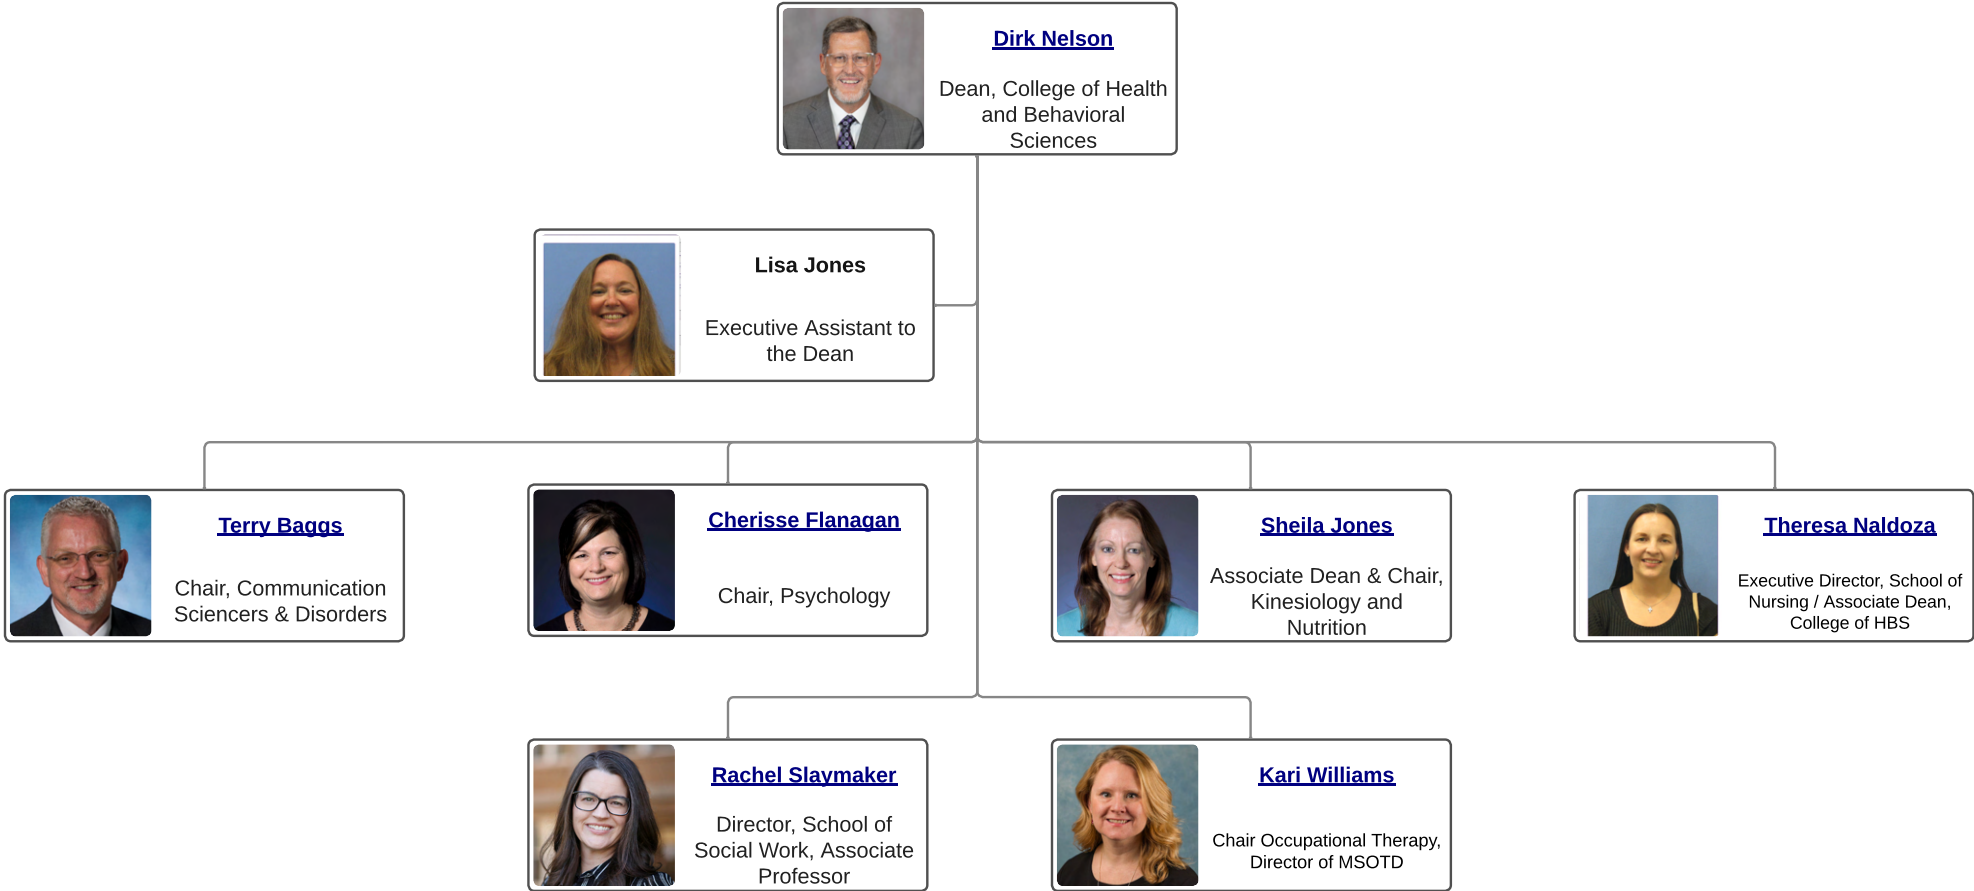 Dirk Nelson
Dean, College of Health
and Behavioral
Sciences
Lisa Jones
Executive Assistant to
the Dean
Terry Baggs
Chair, Communication
Sciencers & Disorders
Cherisse Flanagan
Chair, Psychology
Sheila Jones
Associate Dean & Chair,
Kinesiology and
Nutrition
Theresa Naldoza
Executive Director, School of
Nursing / Associate Dean,
College of HBS
Rachel Slaymaker
Director, School of
Social Work, Associate
Professor
Kari Williams
Chair Occupational Therapy,
Director of MSOTD